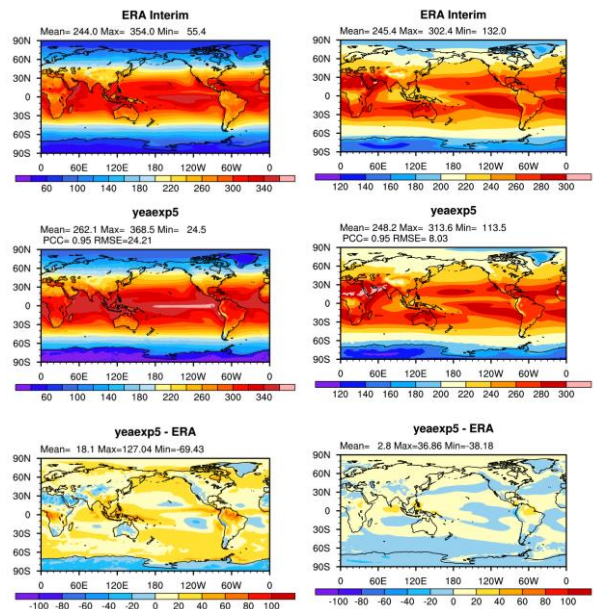 ERA Interim
Mean= 244.0 Max= 354.0 Min= 55.4
90N
60N
30N
0
30S
60S
90S
0 60E 120E 180 120W 60W 0
60 100 140 180 220 260 300 340
ERA Interim
Mean= 245.4 Max= 302.4 Min= 132.0
90N
60N
30N
0
30S
60S
90S
0 60E 120E 180 120W 60W 0
120 140 160 180 200 220 240 260 280 300
yeaexp5
Mean= 262.1 Max= 368.5 Min= 24.5
PCC= 0.95 RMSE=24.21
90N
60N
30N
0
30S
60S
90S
0 60E 120E 180 120W 60W 0
60 100 140 180 220 260 300 340
yeaexp5
Mean= 248.2 Max= 313.6 Min= 113.5
PCC= 0.95 RMSE= 8.03
90N
60N
30N
0
30S
60S
90S
0 60E 120E 180 120W 60W 0
120 140 160 180 200 220 240 260 280 300
yeaexp5 - ERA
Mean= 18.1 Max=127.04 Min=-69.43
90N
60N
30N
0
30S
60S
90S
0 60E 120E 180 120W 60W 0
-100 -80 -60 -40 -20 0 20 40 60 80 100
yeaexp5 - ERA
Mean= 2.8 Max=36.86 Min=-38.18
90N
60N
30N
0
30S
60S
90S
0 60E 120E 180 120W 60W 0
-100 -80 -60 -40 -20 0 20 40 60 80 100